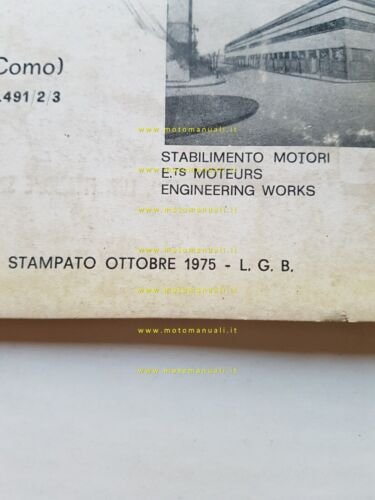 Como)
.491/2/3
www.motomanuali.it
STABILIMENTO MOTORI
E.TS MOTEURS
ENGINEERING WORKS
www.motomanuali.it
STAMPATO OTTOBRE 1975 - L. G. B.
www.motomanuali.it
www.motomanuali.it
www.motomanuali.it
www.motomanuali.it